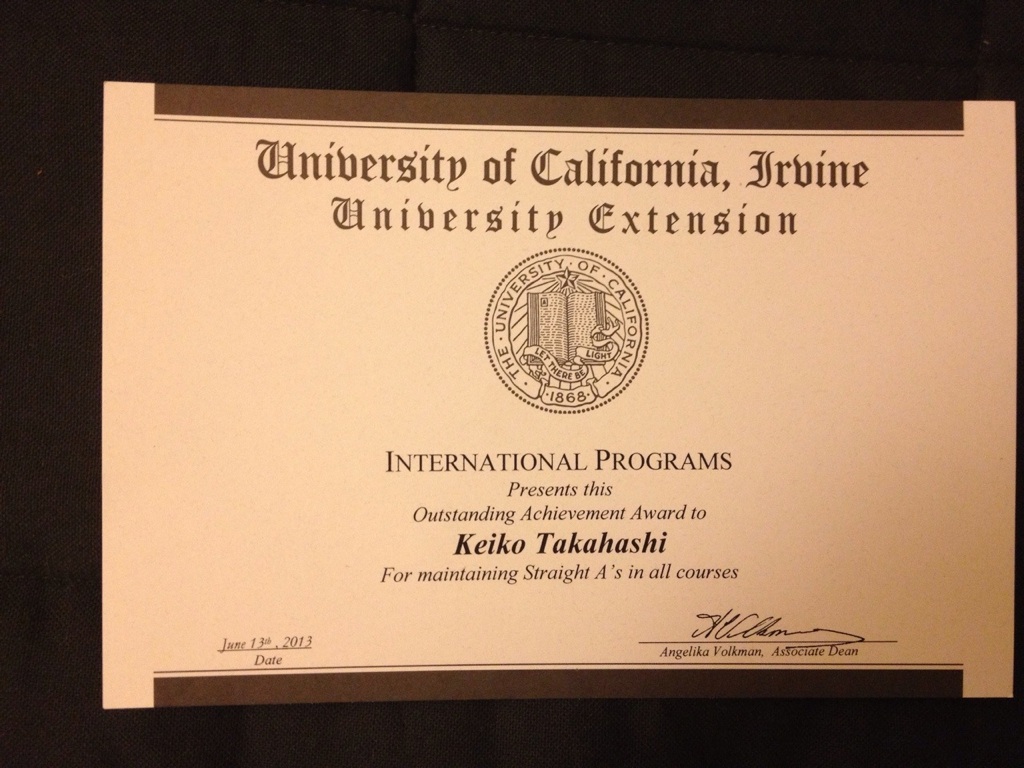 University of California, Irvine
University Extension
THE · UNIVERSITY · OF · CALIFORNIA ·
A
LET THERE BE LIGHT
· 1868 ·
INTERNATIONAL PROGRAMS
Presents this
Outstanding Achievement Award to
Keiko Takahashi
For maintaining Straight A's in all courses
June 13th , 2013
Date
Angelika Volkman, Associate Dean